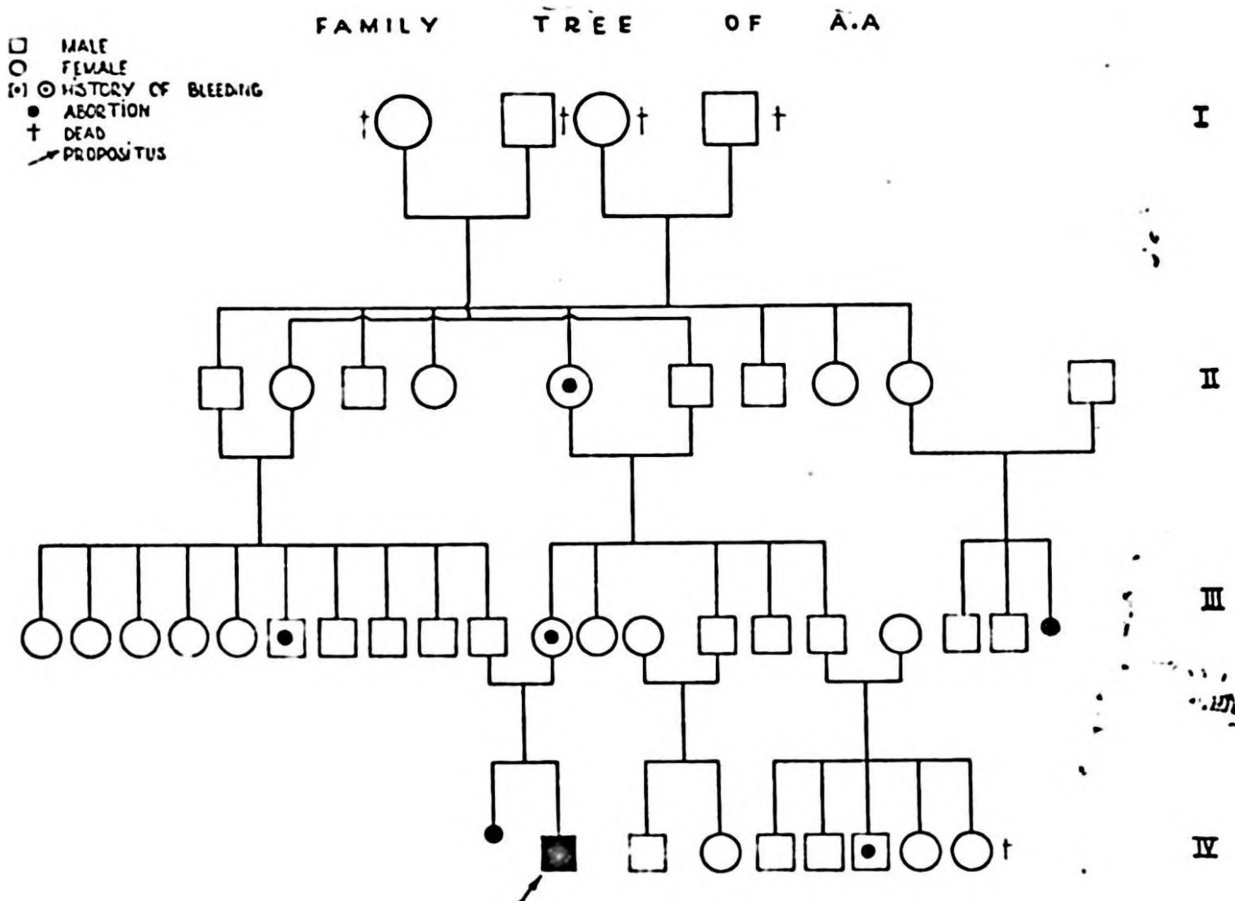 FAMILY TREE OF A.A
MALE
FEMALE
HISTORY OF BLEEDING
ABORTION
† DEAD
PROPOSITUS
† † † †
I
II
III
†
IV